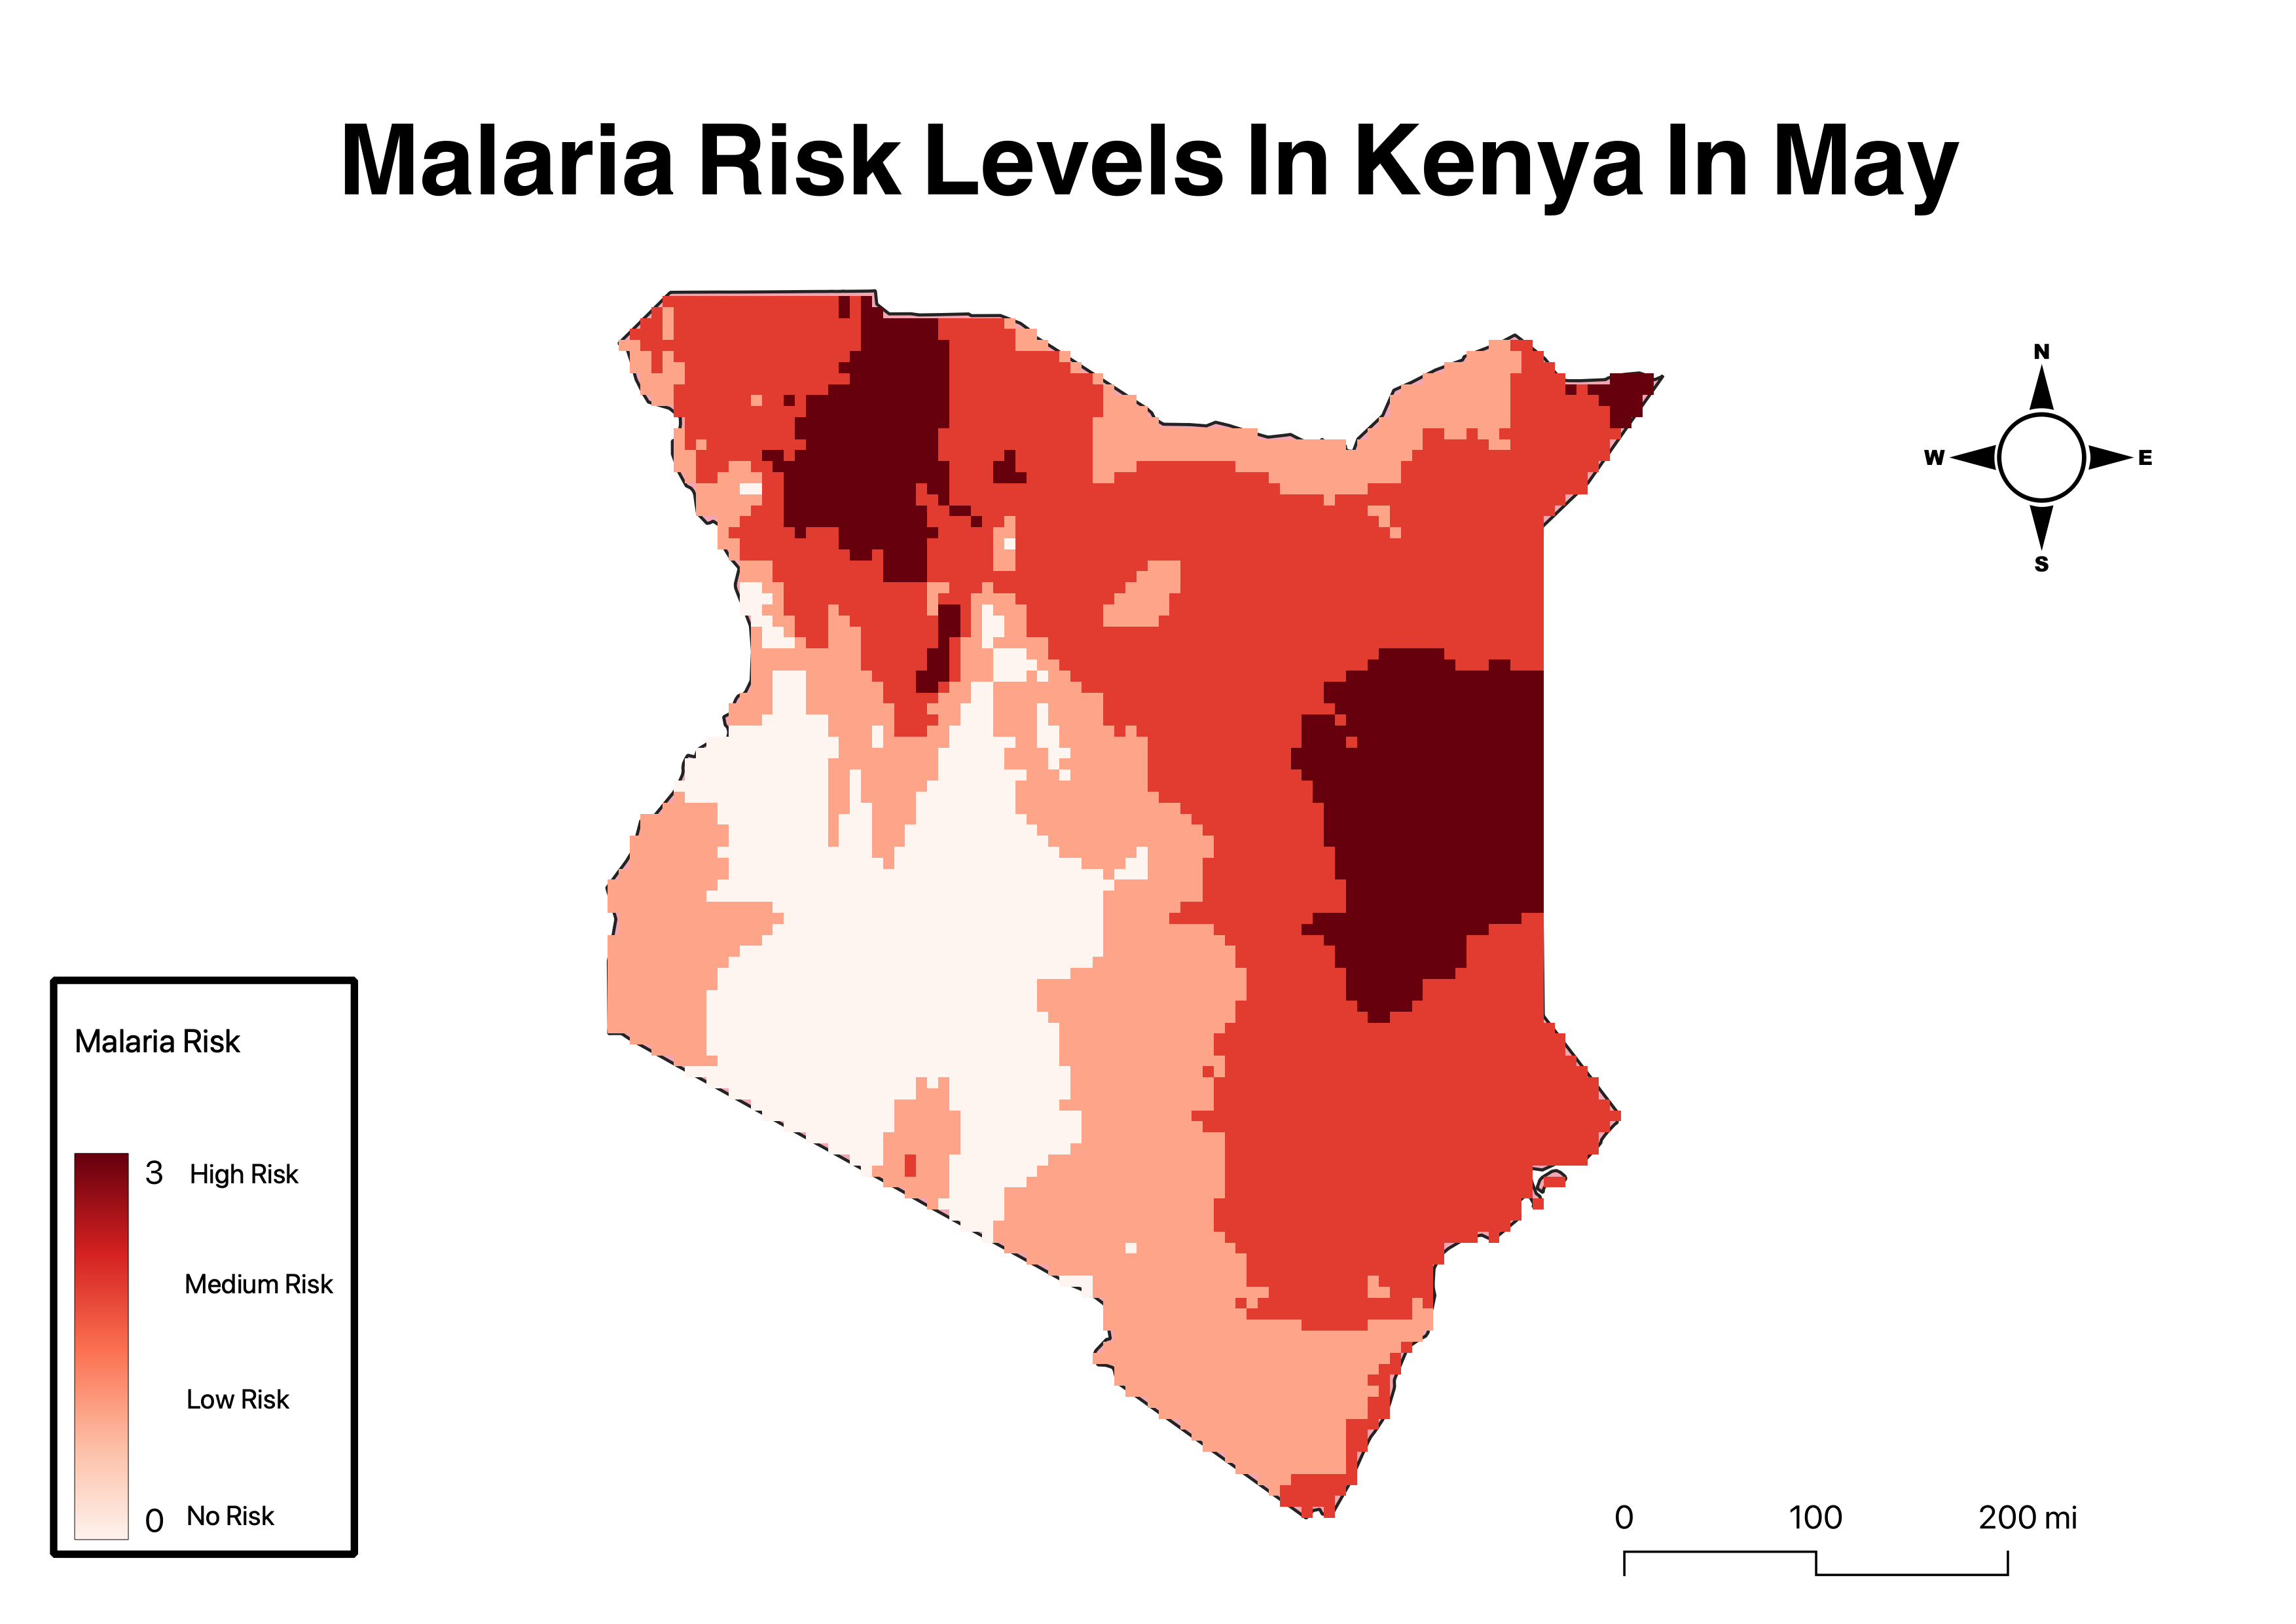 Malaria Risk Levels In Kenya In May
N
W E
S
Malaria Risk
3 High Risk
Medium Risk
Low Risk
0 No Risk
0 100 200 mi